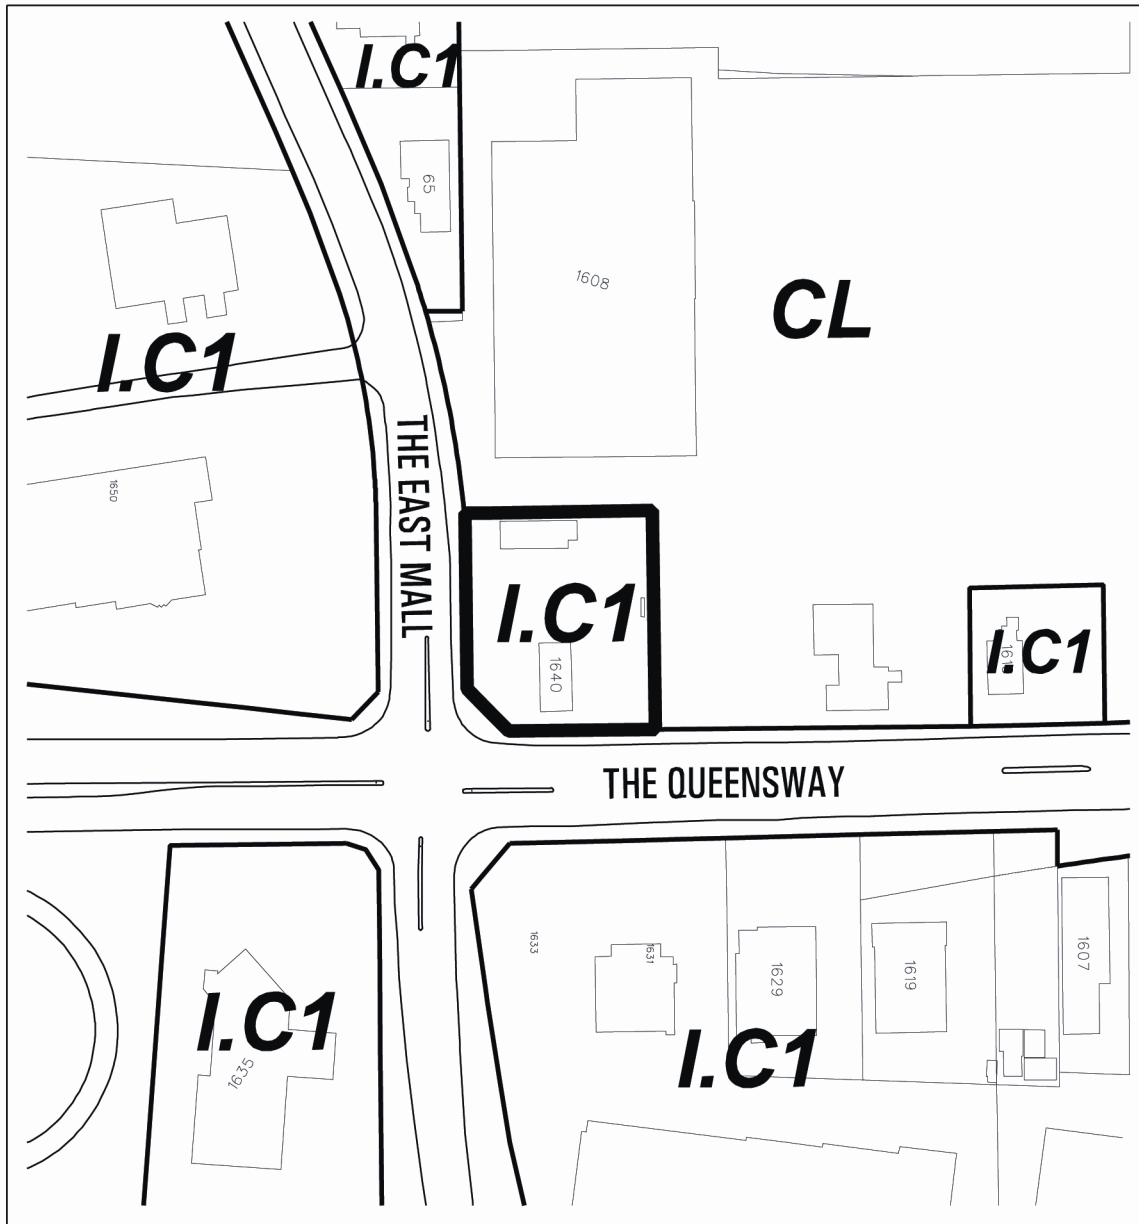 I.C1
65
1608
CL
I.C1
1650
THE EAST MALL
I.C1
1640
I.C1
THE QUEENSWAY
1633
1631
1629
1619
1607
I.C1
1635
I.C1